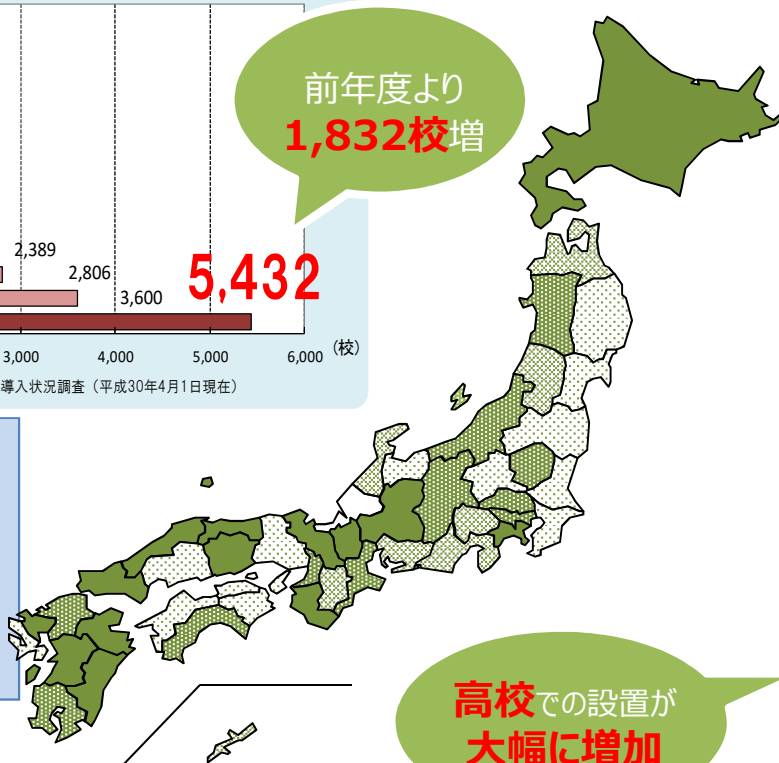 前年度より
1,832校増
2,389
2,806
3,600
5,432
3,000
4,000
5,000
6,000
(校)
導入状況調査(平成30年4月1日現在)
高校での設置が
大幅に増加